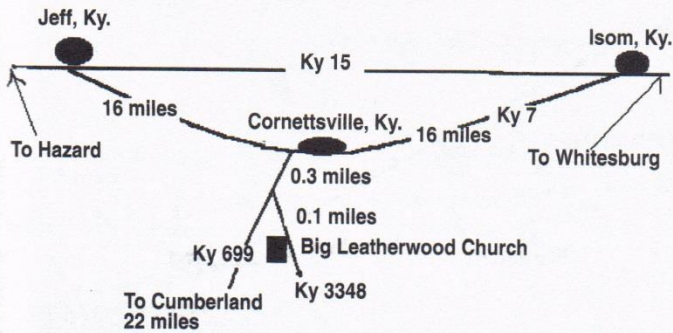 Jeff, Ky.
Isom, Ky.
Ky 15
16 miles
Cornettsville, Ky.
16 miles
Ky 7
To Hazard
To Whitesburg
0.3 miles
0.1 miles
Ky 699
Big Leatherwood Church
To Cumberland
22 miles
Ky 3348